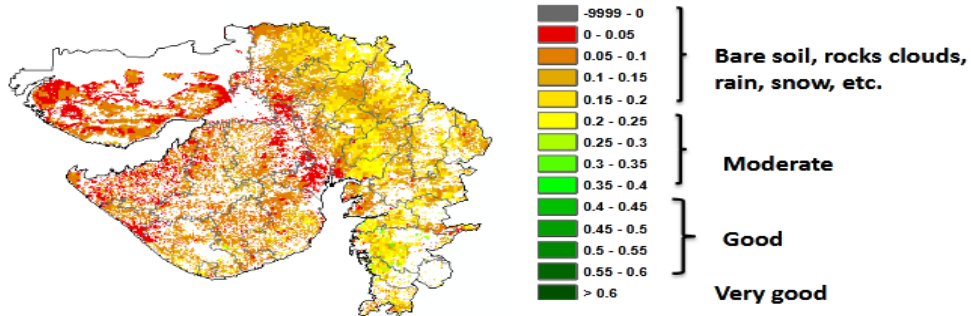 -9999 - 0
0 - 0.05
0.05 - 0.1
0.1 - 0.15
0.15 - 0.2
0.2 - 0.25
0.25 - 0.3
0.3 - 0.35
0.35 - 0.4
0.4 - 0.45
0.45 - 0.5
0.5 - 0.55
0.55 - 0.6
> 0.6
Bare soil, rocks clouds,
rain, snow, etc.
Moderate
Good
Very good